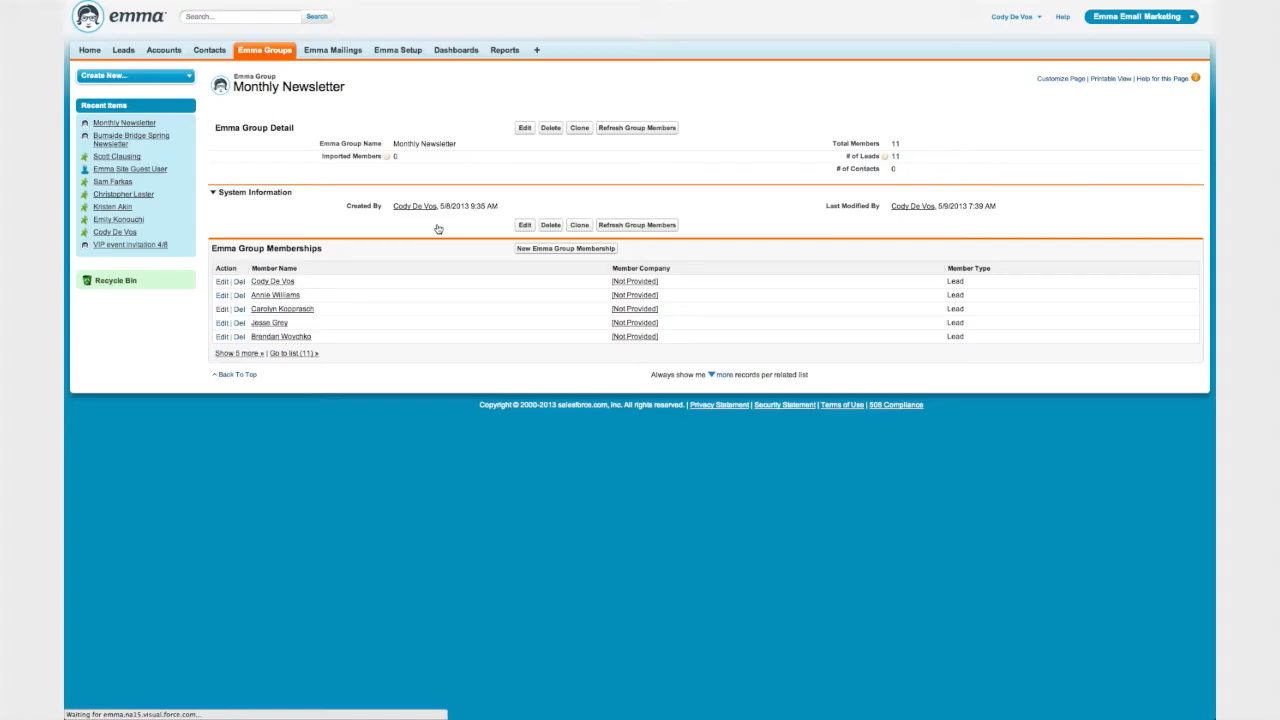 emma
Search...
Search
Cody De Vos
Help
Emma Email Marketing
Home
Leads
Accounts
Contacts
Emma Groups
Emma Mailings
Emma Setup
Dashboards
Reports
+
Create New...
Recent Items
Monthly Newsletter
Burnside Bridge Spring
Newsletter
Scott Clausing
Emma Site Guest User
Sam Farkas
Christopher Lester
Kristen Akin
Emily Konouchi
Cody De Vos
VIP event invitation 4/8
Recycle Bin
Emma Group
Monthly Newsletter
Customize Page | Printable View | Help for this Page
Emma Group Detail
Edit
Delete
Clone
Refresh Group Members
Emma Group Name Monthly Newsletter
Total Members 11
Imported Members 0
# of Leads 11
# of Contacts 0
System Information
Created By Cody De Vos, 5/8/2013 9:35 AM
Last Modified By Cody De Vos, 5/9/2013 7:39 AM
Edit
Delete
Clone
Refresh Group Members
Emma Group Memberships
New Emma Group Membership
Action Member Name Member Company Member Type
Edit | Del Cody De Vos [Not Provided] Lead
Edit | Del Annie Williams [Not Provided] Lead
Edit | Del Carolyn Kopprasch [Not Provided] Lead
Edit | Del Jesse Grey [Not Provided] Lead
Edit | Del Brendan Wovchko [Not Provided] Lead
Show 5 more » | Go to list (11) »
^ Back To Top
Always show me more records per related list
Copyright © 2000-2013 salesforce.com, inc. All rights reserved. | Privacy Statement | Security Statement | Terms of Use | 508 Compliance
Waiting for emma.na15.visual.force.com...